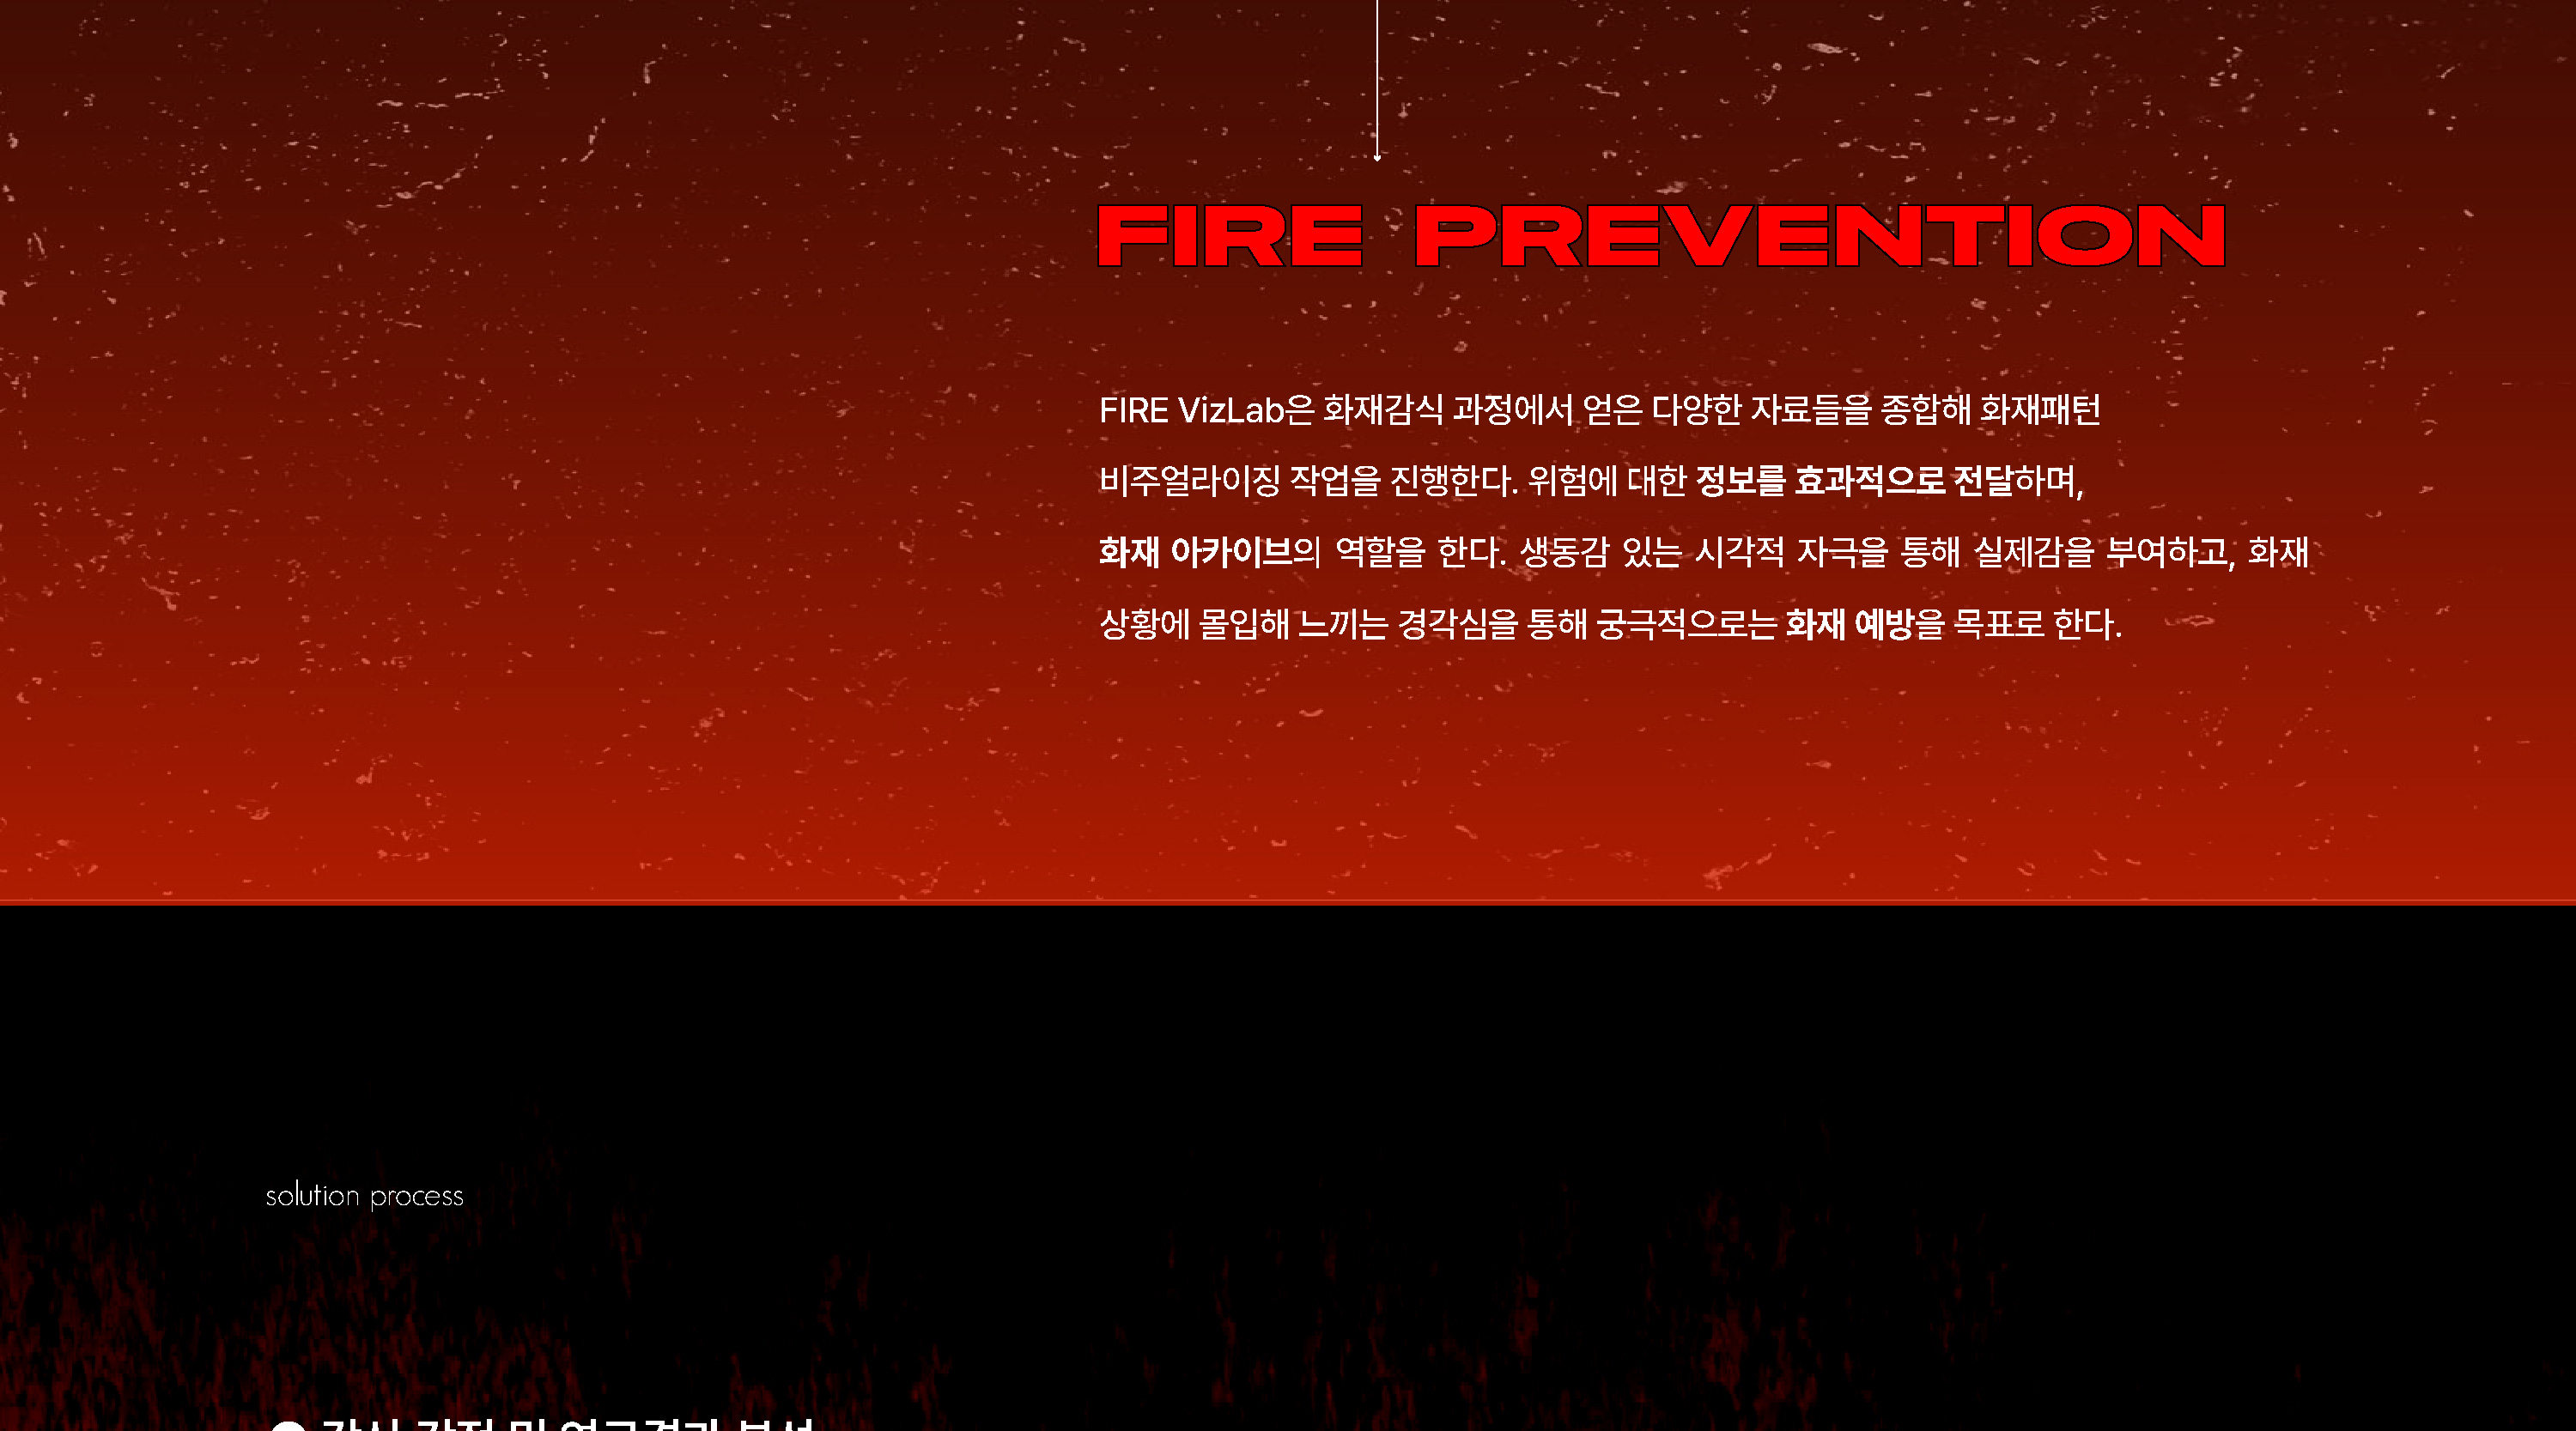 FIRE PREVENTION
FIRE VizLab은 화재감식 과정에서 얻은 다양한 자료들을 종합해 화재패턴
비주얼라이징 작업을 진행한다. 위험에 대한 정보를 효과적으로 전달하며,
화재 아카이브의 역할을 한다. 생동감 있는 시각적 자극을 통해 실제감을 부여하고, 화재
상황에 몰입해 느끼는 경각심을 통해 궁극적으로는 화재 예방을 목표로 한다.
solution process